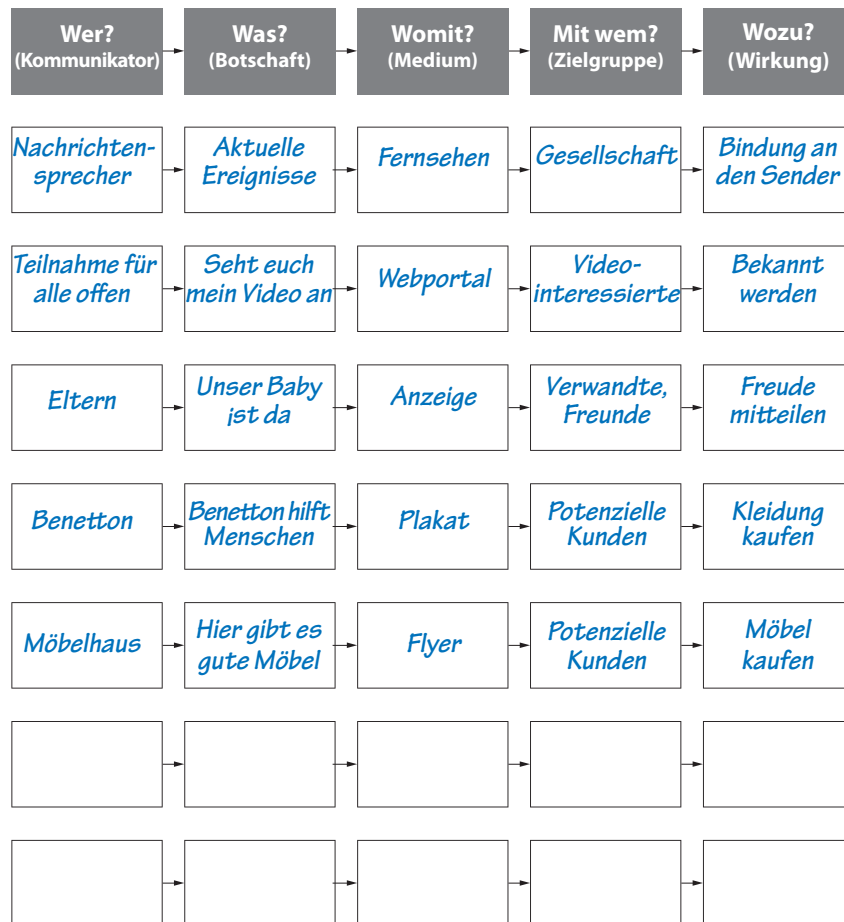 Wer?
(Kommunikator)
Was?
(Botschaft)
Womit?
(Medium)
Mit wem?
(Zielgruppe)
Wozu?
(Wirkung)
Nachrichten-
sprecher
Aktuelle
Ereignisse
Fernsehen
Gesellschaft
Bindung an
den Sender
Teilnahme für
alle offen
Seht euch
mein Video an
Webportal
Video-
interessierte
Bekannt
werden
Eltern
Unser Baby
ist da
Anzeige
Verwandte,
Freunde
Freude
mitteilen
Benetton
Benetton hilft
Menschen
Plakat
Potenzielle
Kunden
Kleidung
kaufen
Möbelhaus
Hier gibt es
gute Möbel
Flyer
Potenzielle
Kunden
Möbel
kaufen